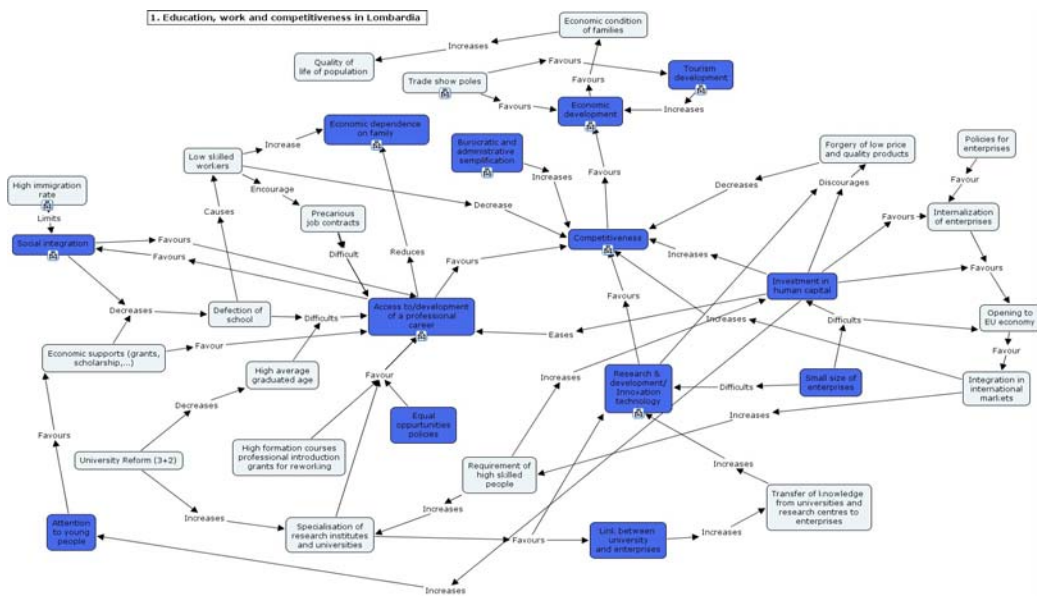 1. Education, work and competitiveness in Lombardia
Economic condition
of families
Increases
Quality of
life of population
Favours
Tourism
development
Trade show poles
Favours
Favours
Increases
Economic
development
Economic dependence
on family
Increase
Low skilled
workers
Burocratic and
administrative
semplification
Increases
Favours
Forgery of low price
and quality products
Policies for
enterprises
Decreases
Discourages
Favour
High immigration
rate
Limits
Encourage
Decrease
Causes
Precarious
job contracts
Favours
Internalization
of enterprises
Social integration
Favours
Favours
Difficult
Reduces
Favours
Competitiveness
Increases
Favours
Investment in
human capital
Decreases
Defection of
school
Difficults
Access to/development
of a professional
career
Favours
Eases
Increases
Difficults
Opening to
EU economy
Economic supports (grants,
scholarship,...)
Favour
Favour
High average
graduated age
Favour
Increases
Research &
development/
Innovation
technology
Difficults
Small size of
enterprises
Integration in
international
markets
Decreases
Increases
Favours
Equal
oppurtunities
policies
High formation courses
professional introduction
grants for reworking
University Reform (3+2)
Requirement of
high skilled
people
Increases
Transfer of knowledge
from universities and
research centres to
enterprises
Increases
Increases
Attention
to young
people
Specialisation of
research institutes
and universities
Favours
Link between
university
and enterprises
Increases
Increases